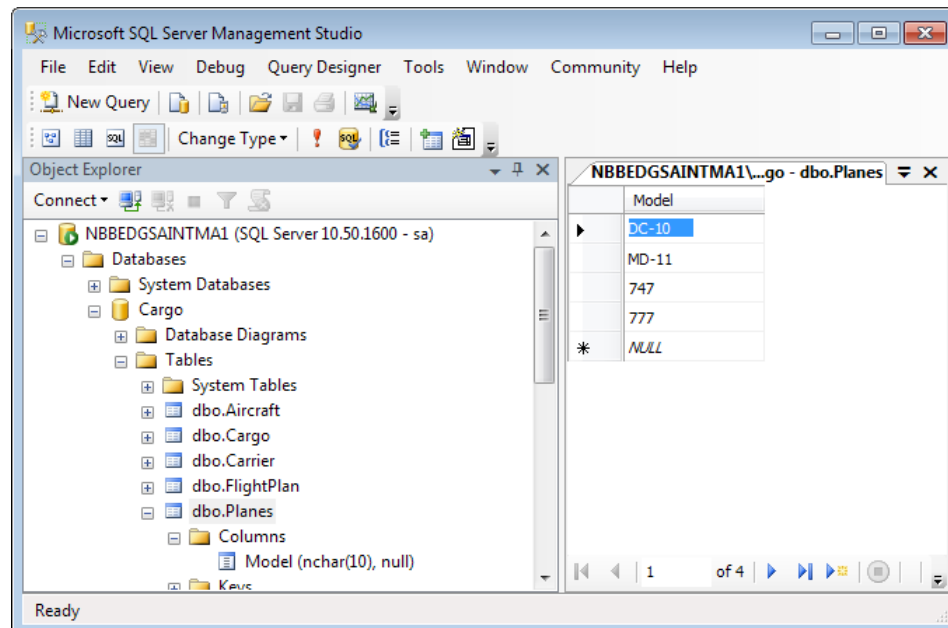 Microsoft SQL Server Management Studio
File Edit View Debug Query Designer Tools Window Community Help
New Query
SQL Change Type SQL
Object Explorer
NBBEDGSAINTMA1\...go - dbo.Planes
Connect
Model
NBBEDGSAINTMA1 (SQL Server 10.50.1600 - sa)
DC-10
Databases
MD-11
System Databases
747
Cargo
777
Database Diagrams
NULL
Tables
System Tables
dbo.Aircraft
dbo.Cargo
dbo.Carrier
dbo.FlightPlan
dbo.Planes
Columns
Model (nchar(10), null)
Keys
1 of 4
Ready